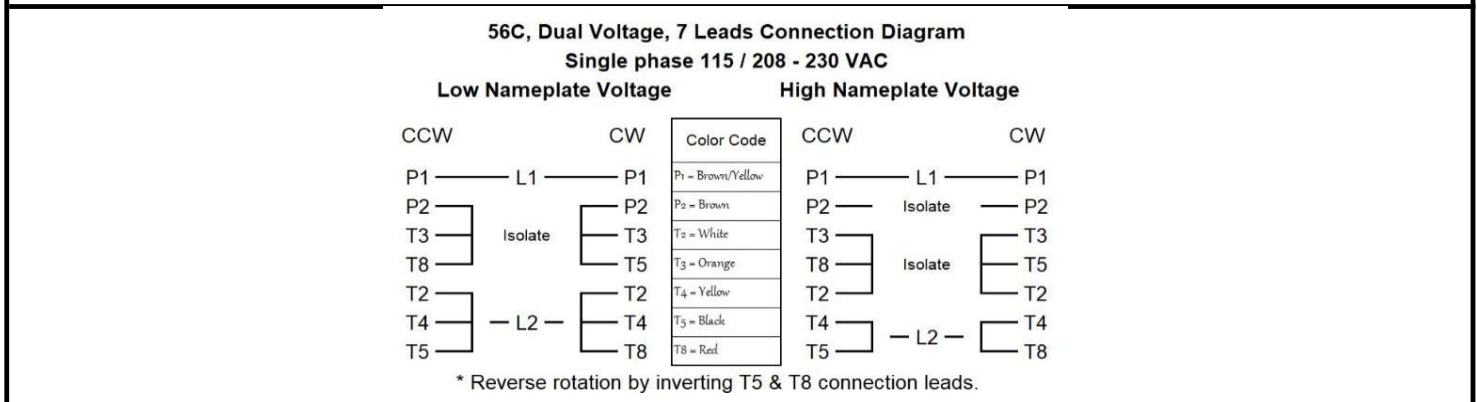 56C, Dual Voltage, 7 Leads Connection Diagram
Single phase 115 / 208 - 230 VAC
Low Nameplate Voltage High Nameplate Voltage
CCW CW Color Code CCW CW
P1 L1 P1 P1 = Brown/Yellow P1 L1 P1
P2 P2 P2 = Brown P2 Isolate P2
T3 Isolate T3 T2 = White T3 T3
T8 T5 T3 = Orange T8 Isolate T5
T2 T2 T4 = Yellow T2 T2
T4 L2 T4 T5 = Black T4 L2 T4
T5 T8 T8 = Red T5 T8
* Reverse rotation by inverting T5 & T8 connection leads.